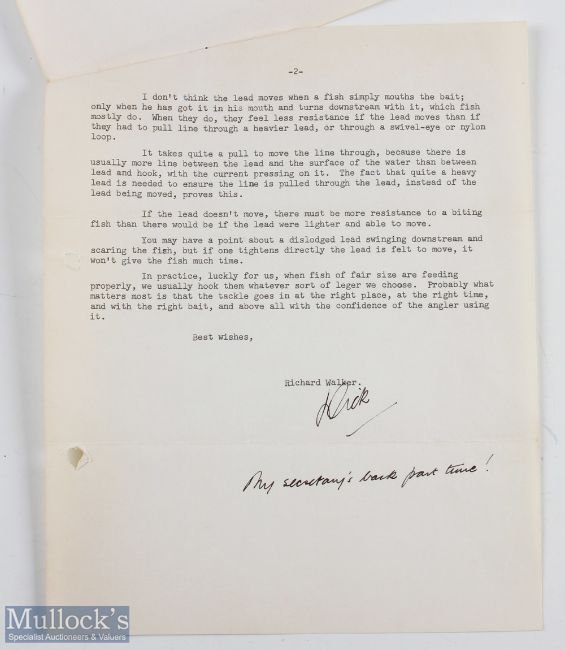 -2-
I don't think the lead moves when a fish simply mouths the bait;
only when he has got it in his mouth and turns downstream with it, which fish
mostly do. When they do, they feel less resistance if the lead moves than if
they had to pull line through a heavier lead, or through a swivel-eye or nylon
loop.
It takes quite a pull to move the line through, because there is
usually more line between the lead and the surface of the water than between
lead and hook, with the current pressing on it. The fact that quite a heavy
lead is needed to ensure the line is pulled through the lead, instead of the
lead being moved, proves this.
If the lead doesn't move, there must be more resistance to a biting
fish than there would be if the lead were lighter and able to move.
You may have a point about a dislodged lead swinging downstream and
scaring the fish, but if one tightens directly the lead is felt to move, it
won't give the fish much time.
In practice, luckly for us, when fish of fair size are feeding
properly, we usually hook them whatever sort of leger we choose. Probably what
matters most is that the tackle goes in at the right place, at the right time,
and with the right bait, and above all with the confidence of the angler using
it.
Best wishes,
Richard Walker.
Dick
My secretary's back part time!
Mullock's
Specialist Auctioneers & Valuers